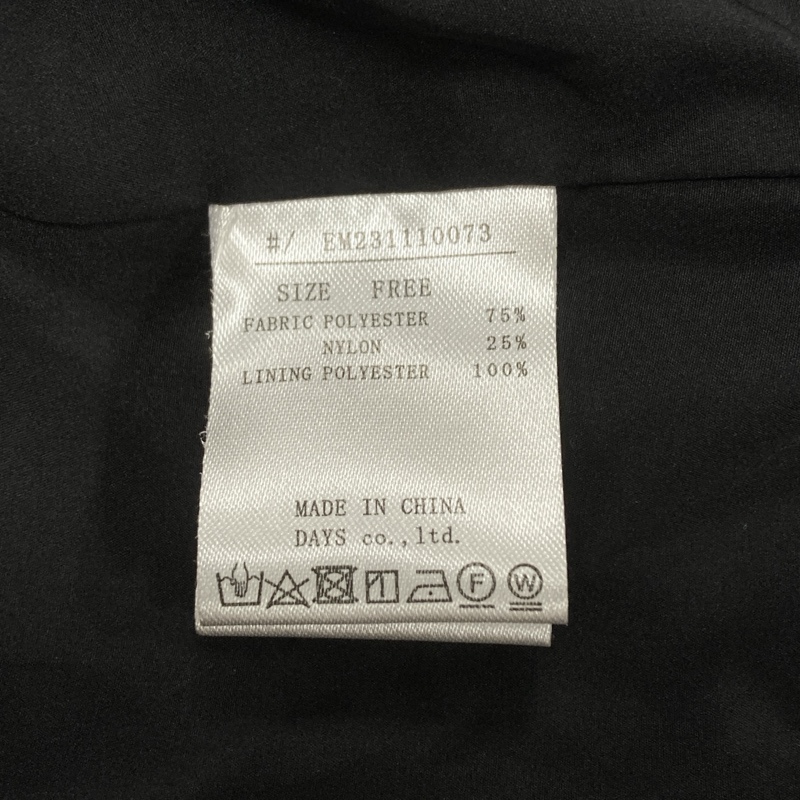 #/ EM231110073
SIZE FREE
FABRIC POLYESTER 75%
NYLON 25%
LINING POLYESTER 100%
MADE IN CHINA
DAYS co.,ltd.
F W